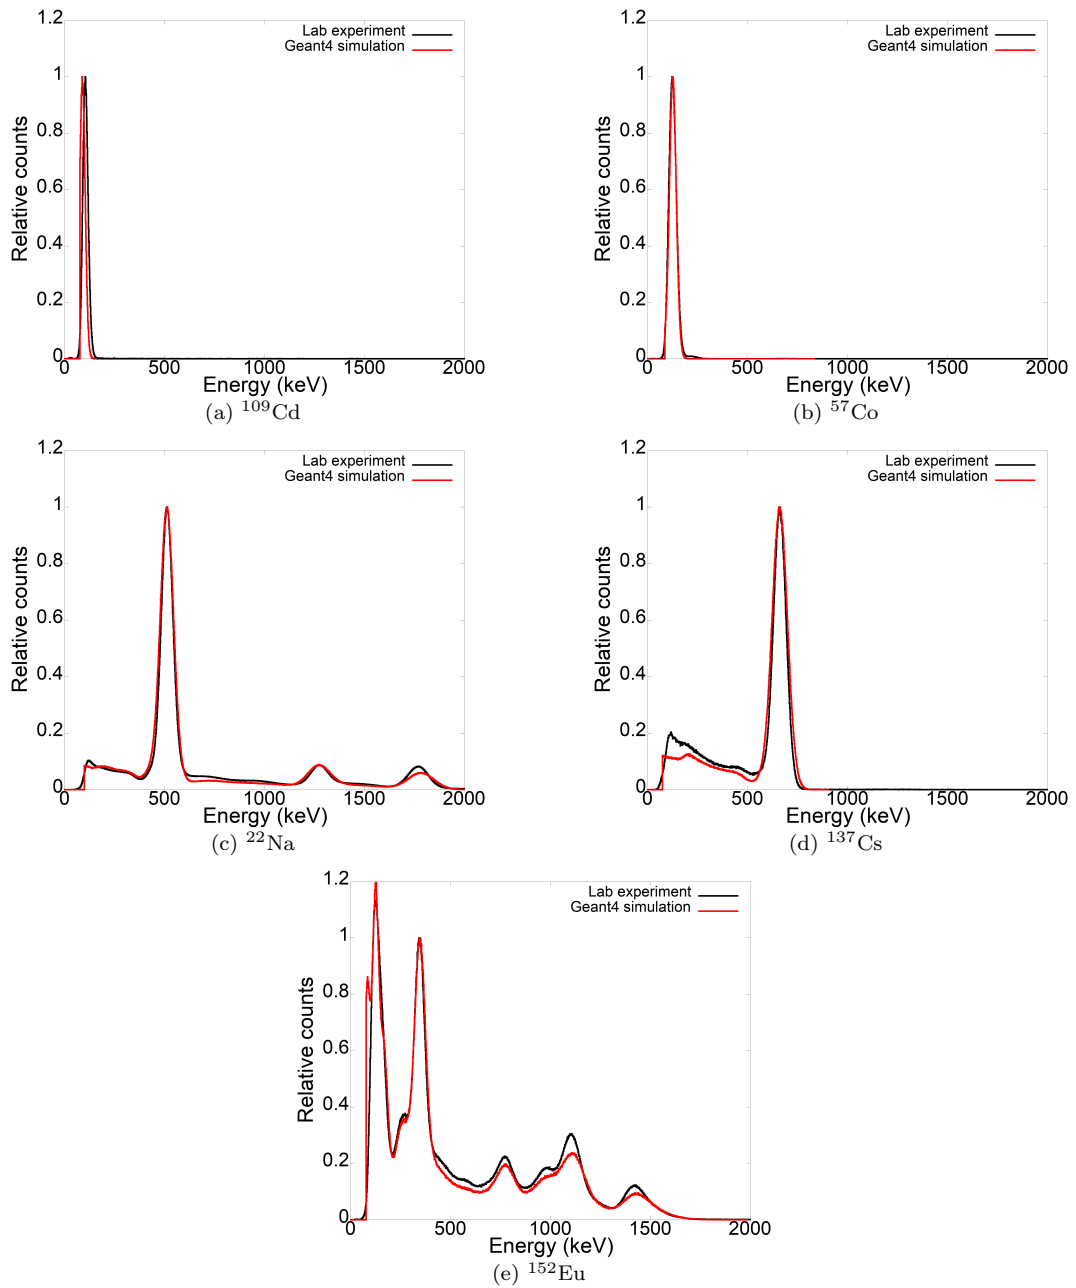 1.2
1
0.8
0.6
0.4
0.2
0
Relative counts
Lab experiment
Geant4 simulation
0 500 1000 1500 2000
Energy (keV)
(a) ¹⁰⁹Cd
1.2
1
0.8
0.6
0.4
0.2
0
Relative counts
Lab experiment
Geant4 simulation
0 500 1000 1500 2000
Energy (keV)
(b) ⁵⁷Co
1.2
1
0.8
0.6
0.4
0.2
0
Relative counts
Lab experiment
Geant4 simulation
0 500 1000 1500 2000
Energy (keV)
(c) ²²Na
1.2
1
0.8
0.6
0.4
0.2
0
Relative counts
Lab experiment
Geant4 simulation
0 500 1000 1500 2000
Energy (keV)
(d) ¹³⁷Cs
1.2
1
0.8
0.6
0.4
0.2
0
Relative counts
Lab experiment
Geant4 simulation
0 500 1000 1500 2000
Energy (keV)
(e) ¹⁵²Eu